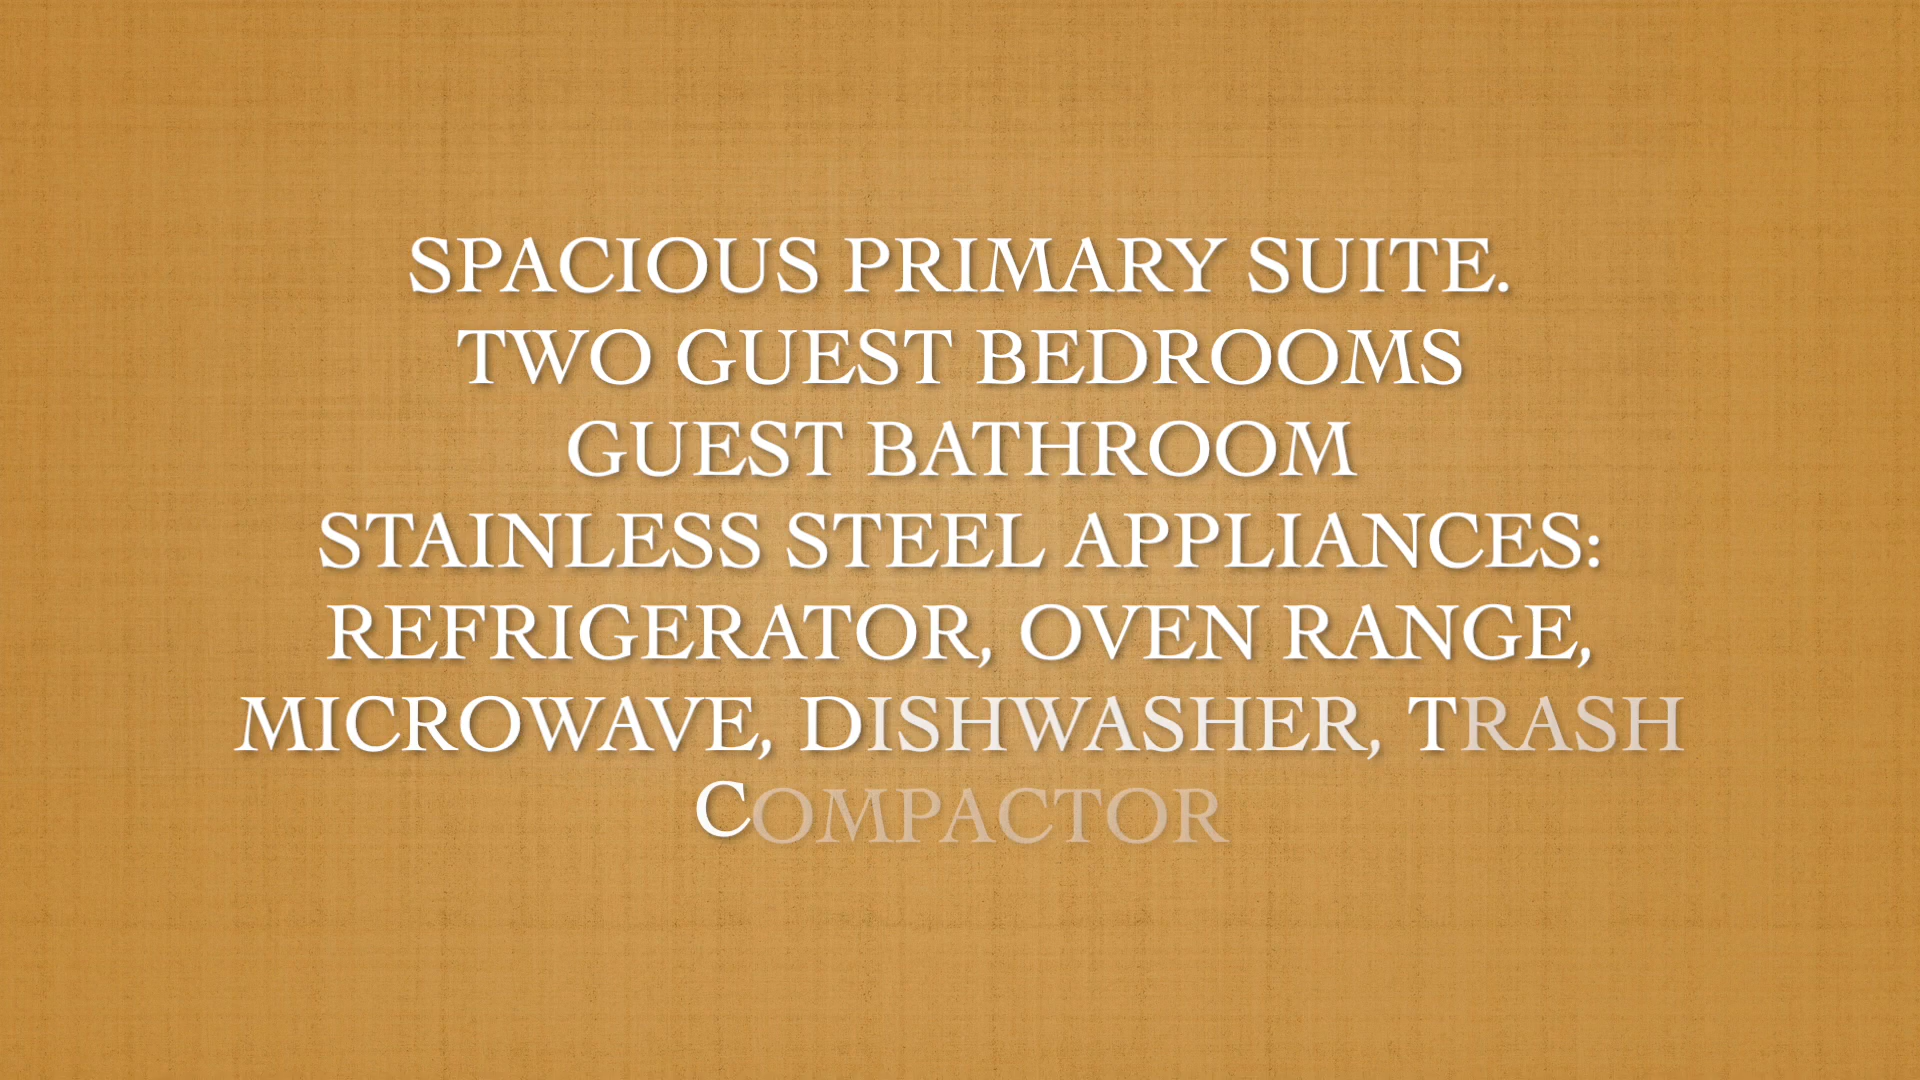 SPACIOUS PRIMARY SUITE.
TWO GUEST BEDROOMS
GUEST BATHROOM
STAINLESS STEEL APPLIANCES:
REFRIGERATOR, OVEN RANGE,
MICROWAVE, DISHWASHER, TRASH
COMPACTOR